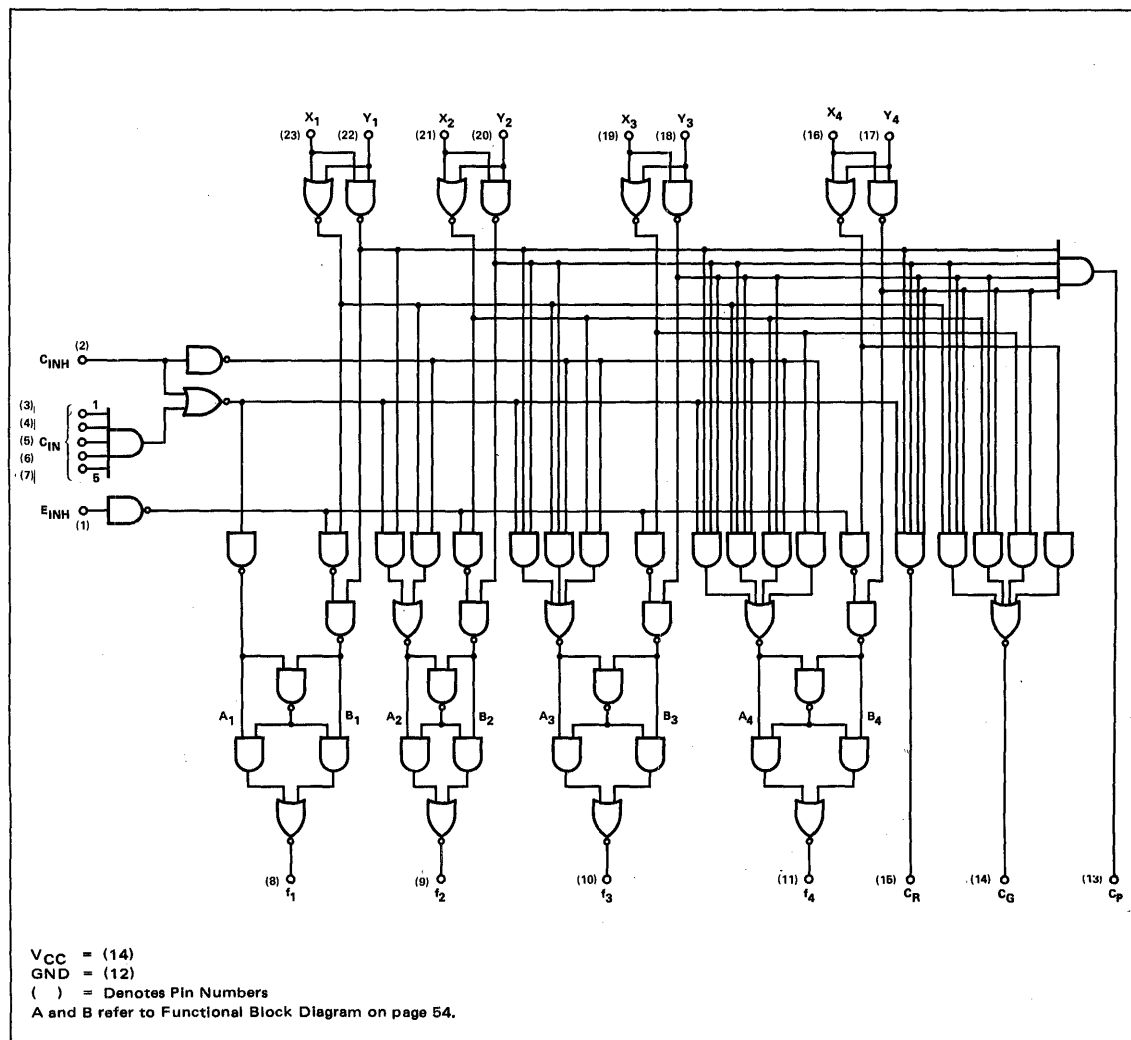 X1 Y1 X2 Y2 X3 Y3 X4 Y4
(23) (22) (21) (20) (19) (18) (16) (17)
(2)
CINH
(3) 1
(4)
(5) CIN
(6)
(7) 5
EINH
(1)
A1 B1 A2 B2 A3 B3 A4 B4
(8) (9) (10) (11) (15) (14) (13)
f1 f2 f3 f4 CR CG CP
VCC = (14)
GND = (12)
( ) = Denotes Pin Numbers
A and B refer to Functional Block Diagram on page 54.